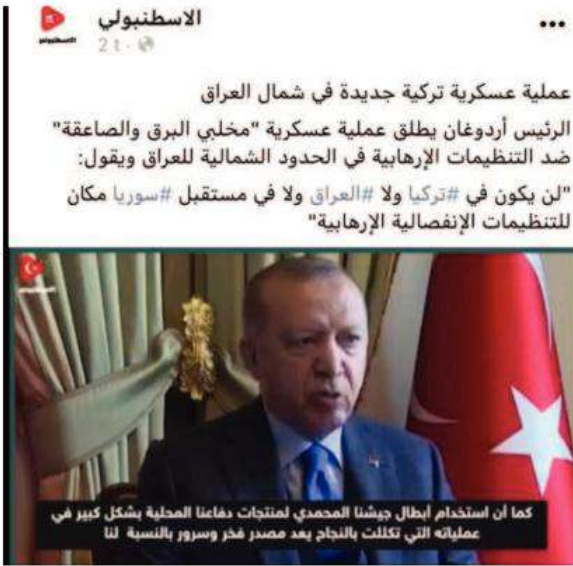 الاسطنبولي
الاسطنبولي
2 t ·
عملية عسكرية تركية جديدة في شمال العراق
الرئيس أردوغان يطلق عملية عسكرية "مخلبي البرق والصاعقة"
ضد التنظيمات الإرهابية في الحدود الشمالية للعراق ويقول:
"لن يكون في #تركيا ولا #العراق ولا في مستقبل #سوريا مكان
للتنظيمات الإنفصالية الإرهابية"
كما أن استخدام أبطال جيشنا المحمدي لمنتجات دفاعنا المحلية بشكل كبير في
عملياته التي تكللت بالنجاح يعد مصدر فخر وسرور بالنسبة لنا